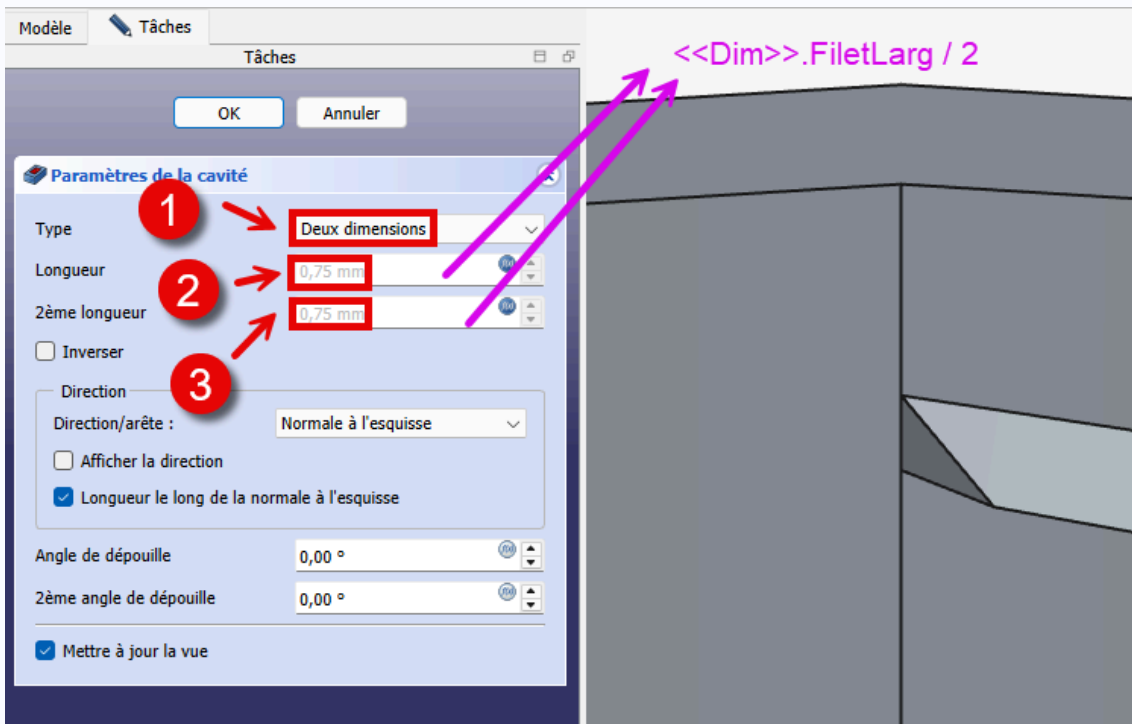 Modèle
Tâches
Tâches
<<Dim>>.FiletLarg / 2
OK
Annuler
Paramètres de la cavité
1
Type
Deux dimensions
Longueur
0,75 mm
2
2ème longueur
0,75 mm
Inverser
3
Direction
Direction/arête :
Normale à l'esquisse
Afficher la direction
Longueur le long de la normale à l'esquisse
Angle de dépouille
0,00 °
2ème angle de dépouille
0,00 °
Mettre à jour la vue